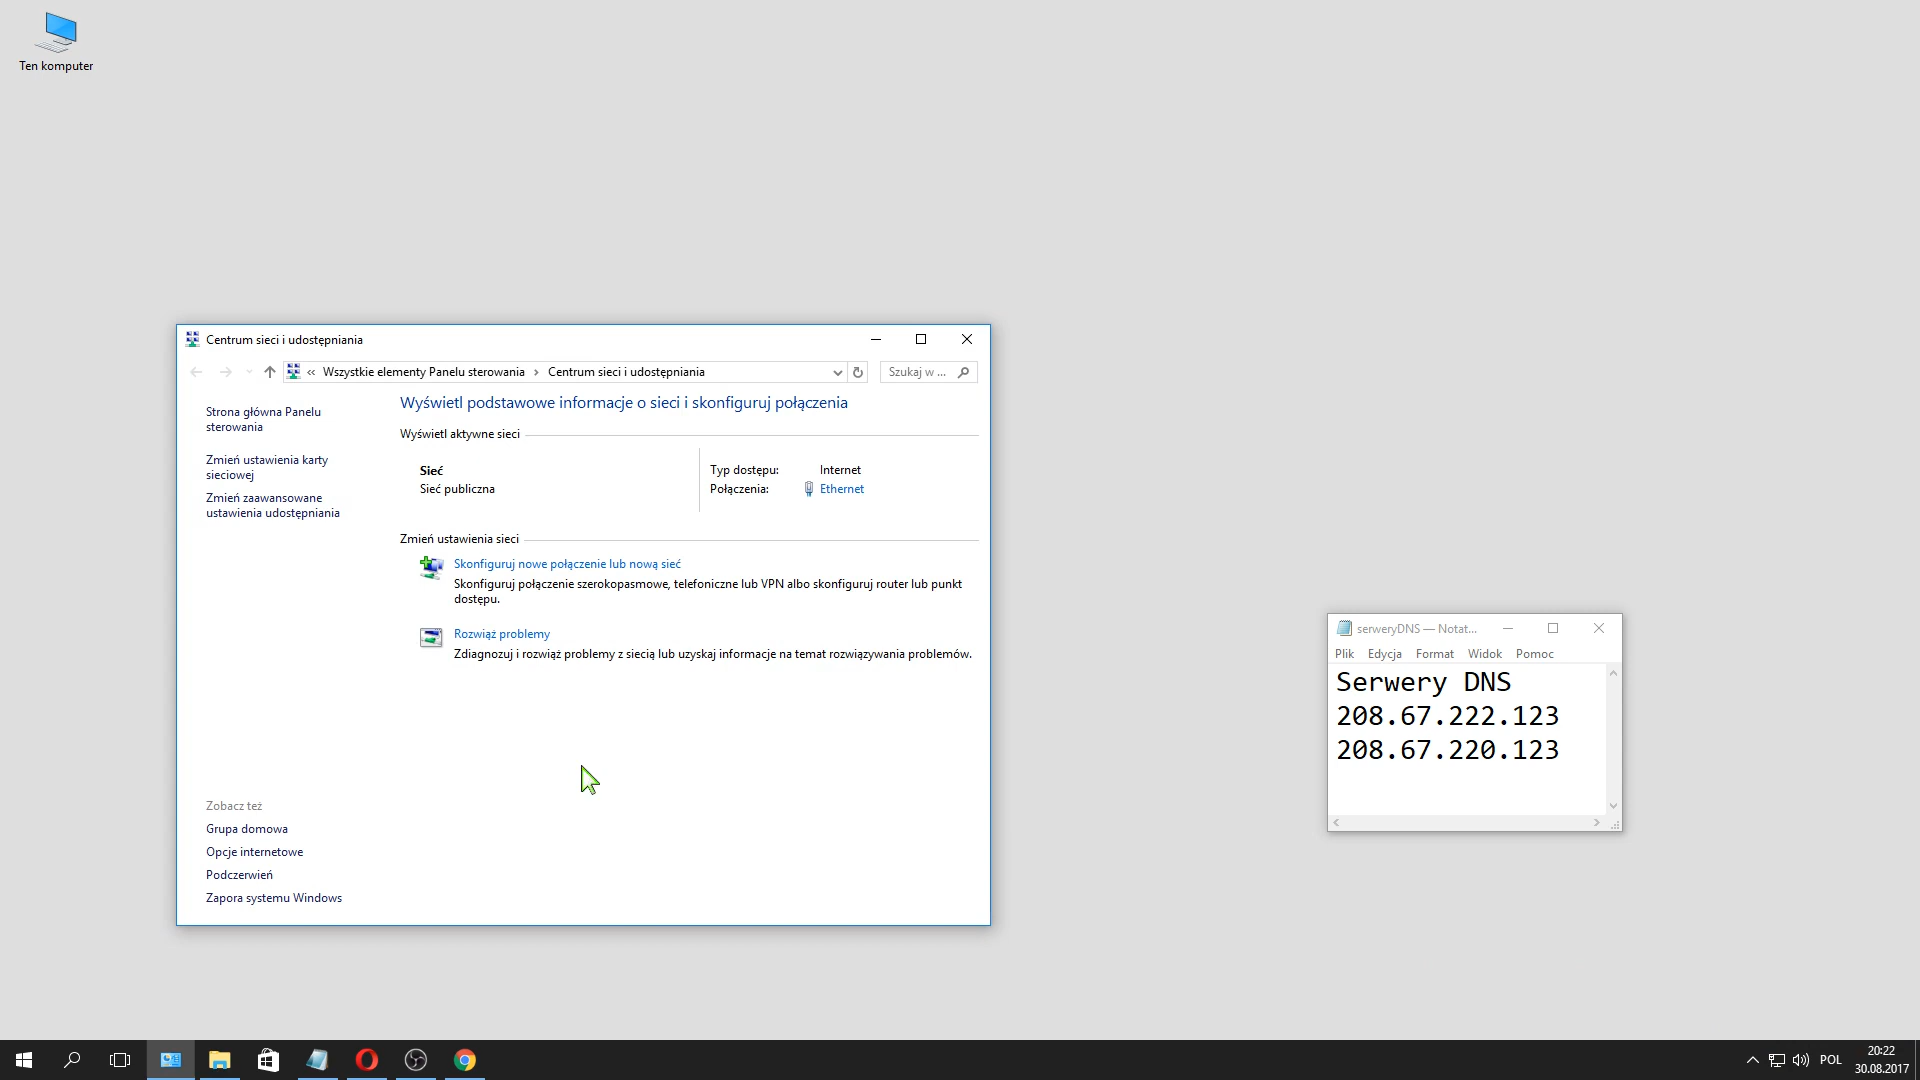 Ten komputer
Centrum sieci i udostępniania
« Wszystkie elementy Panelu sterowania › Centrum sieci i udostępniania
Szukaj w ...
Strona główna Panelu
sterowania
Zmień ustawienia karty
sieciowej
Zmień zaawansowane
ustawienia udostępniania
Zobacz też
Grupa domowa
Opcje internetowe
Podczerwień
Zapora systemu Windows
Wyświetl podstawowe informacje o sieci i skonfiguruj połączenia
Wyświetl aktywne sieci
Sieć
Sieć publiczna
Typ dostępu: Internet
Połączenia: Ethernet
Zmień ustawienia sieci
Skonfiguruj nowe połączenie lub nową sieć
Skonfiguruj połączenie szerokopasmowe, telefoniczne lub VPN albo skonfiguruj router lub punkt
dostępu.
Rozwiąż problemy
Zdiagnozuj i rozwiąż problemy z siecią lub uzyskaj informacje na temat rozwiązywania problemów.
serweryDNS — Notat...
Plik Edycja Format Widok Pomoc
Serwery DNS
208.67.222.123
208.67.220.123
POL
20:22
30.08.2017